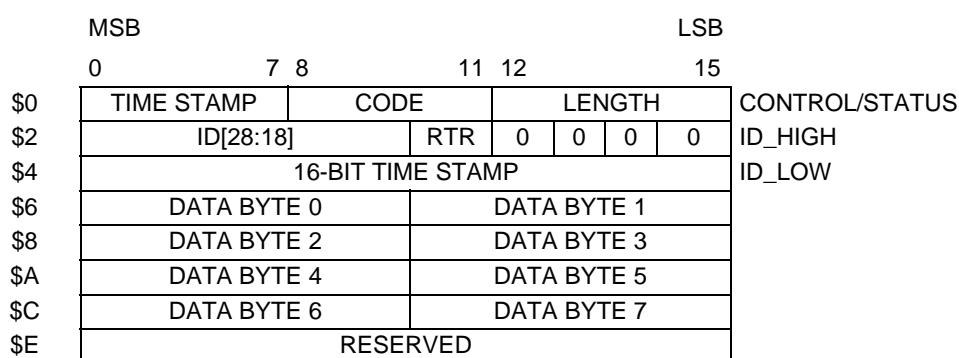 MSB LSB
0 7 8 11 12 15
$0 TIME STAMP CODE LENGTH CONTROL/STATUS
$2 ID[28:18] RTR 0 0 0 0 ID_HIGH
$4 16-BIT TIME STAMP ID_LOW
$6 DATA BYTE 0 DATA BYTE 1
$8 DATA BYTE 2 DATA BYTE 3
$A DATA BYTE 4 DATA BYTE 5
$C DATA BYTE 6 DATA BYTE 7
$E RESERVED